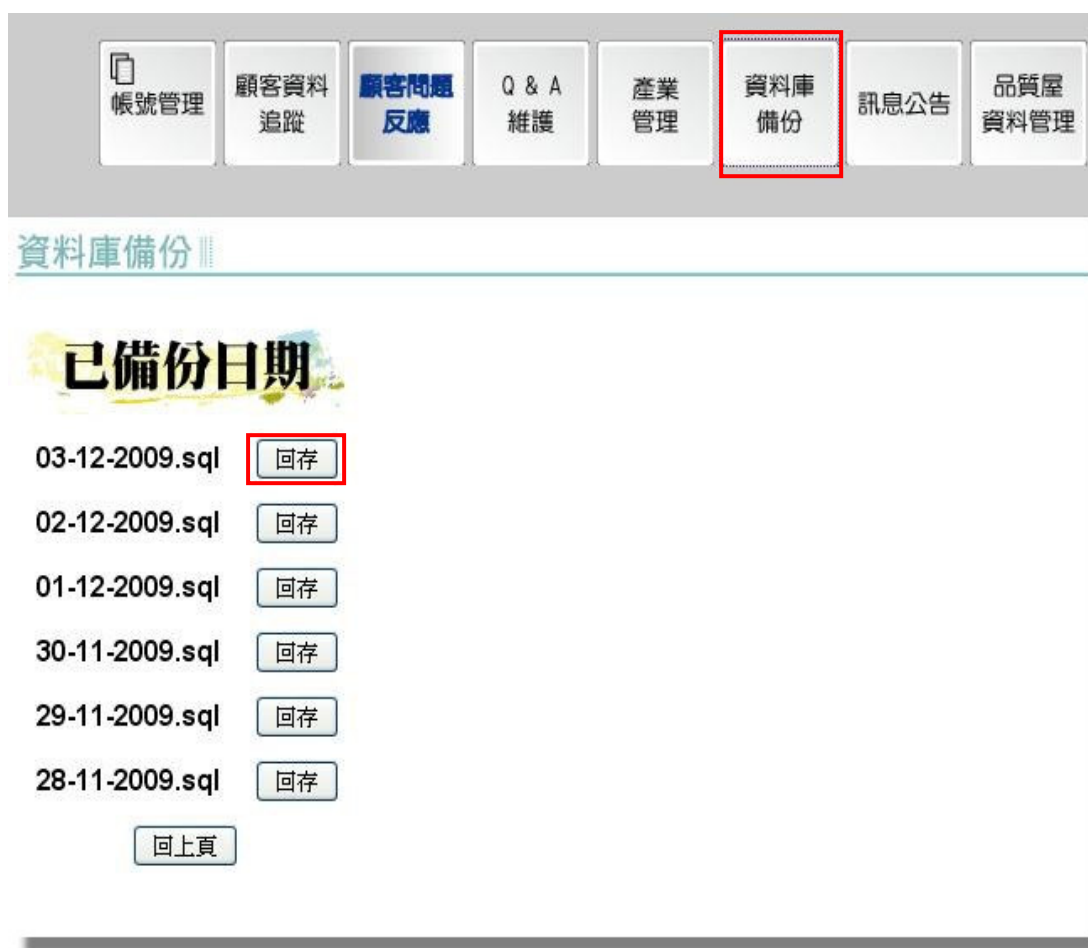 帳號管理
顧客資料
追蹤
顧客問題
反應
Q & A
維護
產業
管理
資料庫
備份
訊息公告
品質屋
資料管理
資料庫備份
已備份日期
03-12-2009.sql 回存
02-12-2009.sql 回存
01-12-2009.sql 回存
30-11-2009.sql 回存
29-11-2009.sql 回存
28-11-2009.sql 回存
回上頁